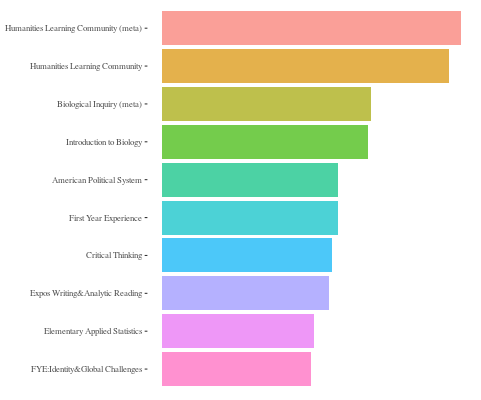 Humanities Learning Community (meta)
Humanities Learning Community
Biological Inquiry (meta)
Introduction to Biology
American Political System
First Year Experience
Critical Thinking
Expos Writing&Analytic Reading
Elementary Applied Statistics
FYE:Identity&Global Challenges